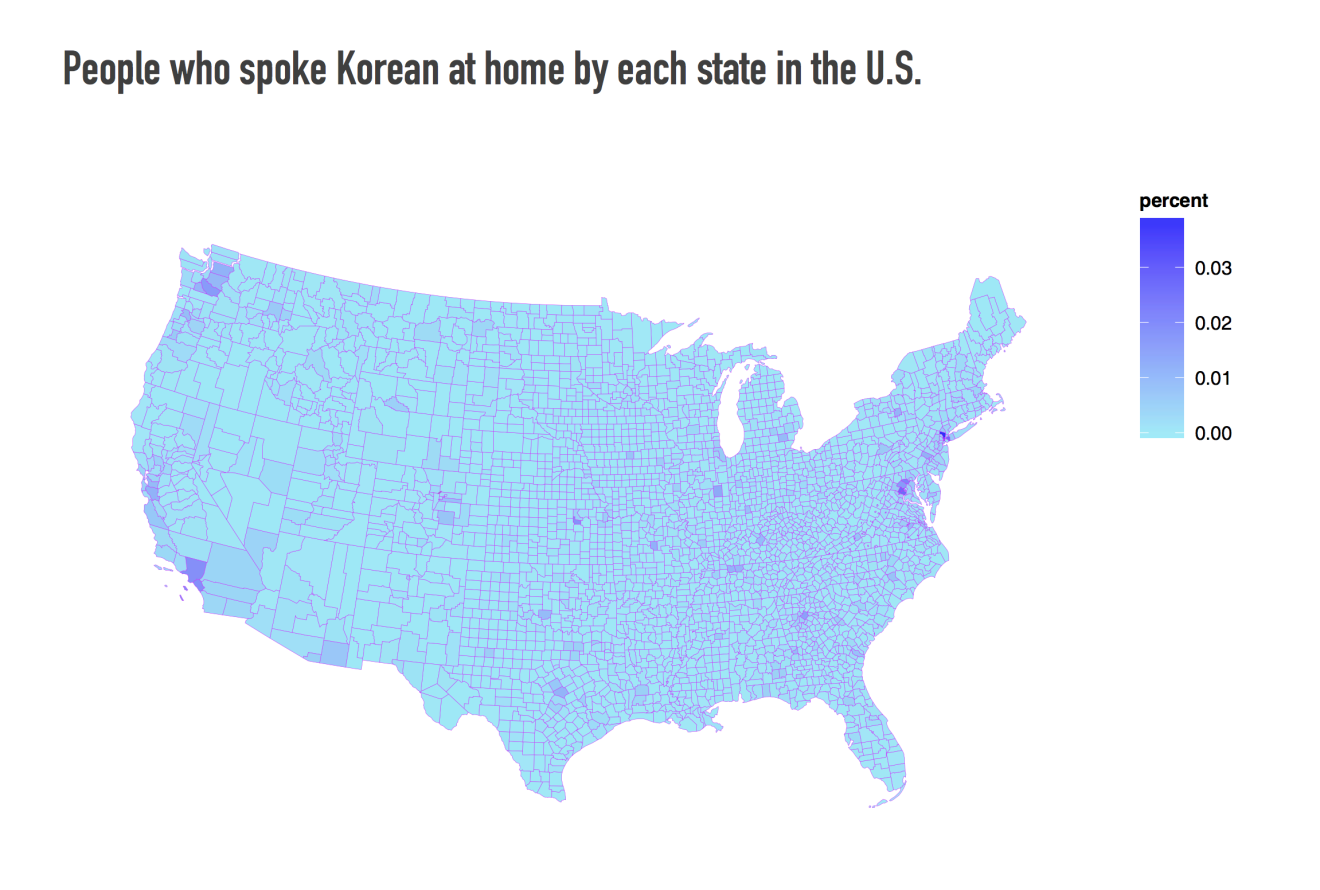 People who spoke Korean at home by each state in the U.S.
percent
0.03
0.02
0.01
0.00